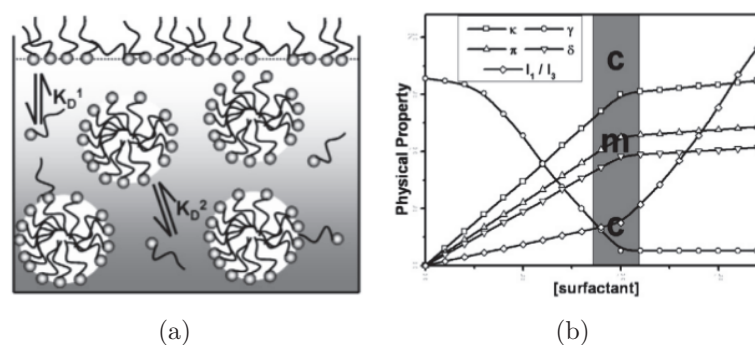 K_D^1
K_D^2
(a)
κ γ
π δ
I_1 / I_3
c
m
c
Physical Property
[surfactant]
(b)